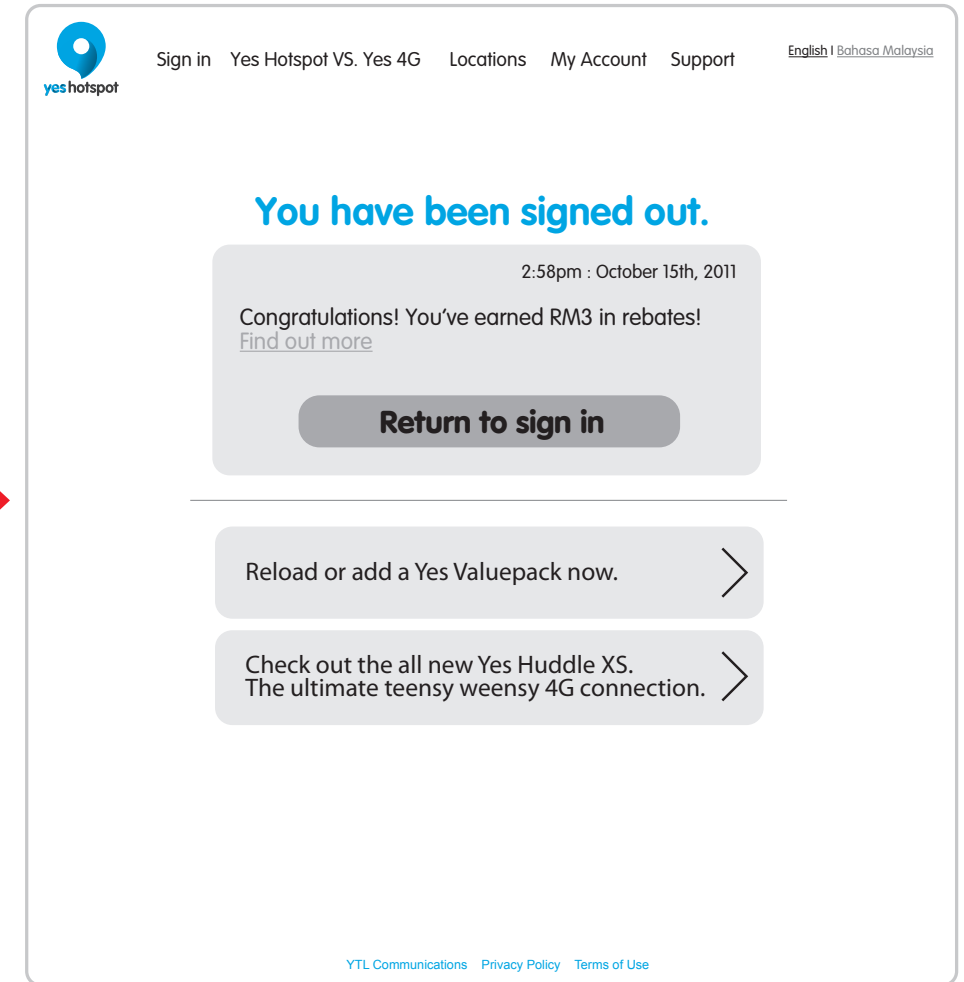 yes hotspot
Sign in Yes Hotspot VS. Yes 4G Locations My Account Support
English | Bahasa Malaysia
You have been signed out.
2:58pm : October 15th, 2011
Congratulations! You've earned RM3 in rebates!
Find out more
Return to sign in
Reload or add a Yes Valuepack now.
Check out the all new Yes Huddle XS.
The ultimate teensy weensy 4G connection.
YTL Communications Privacy Policy Terms of Use